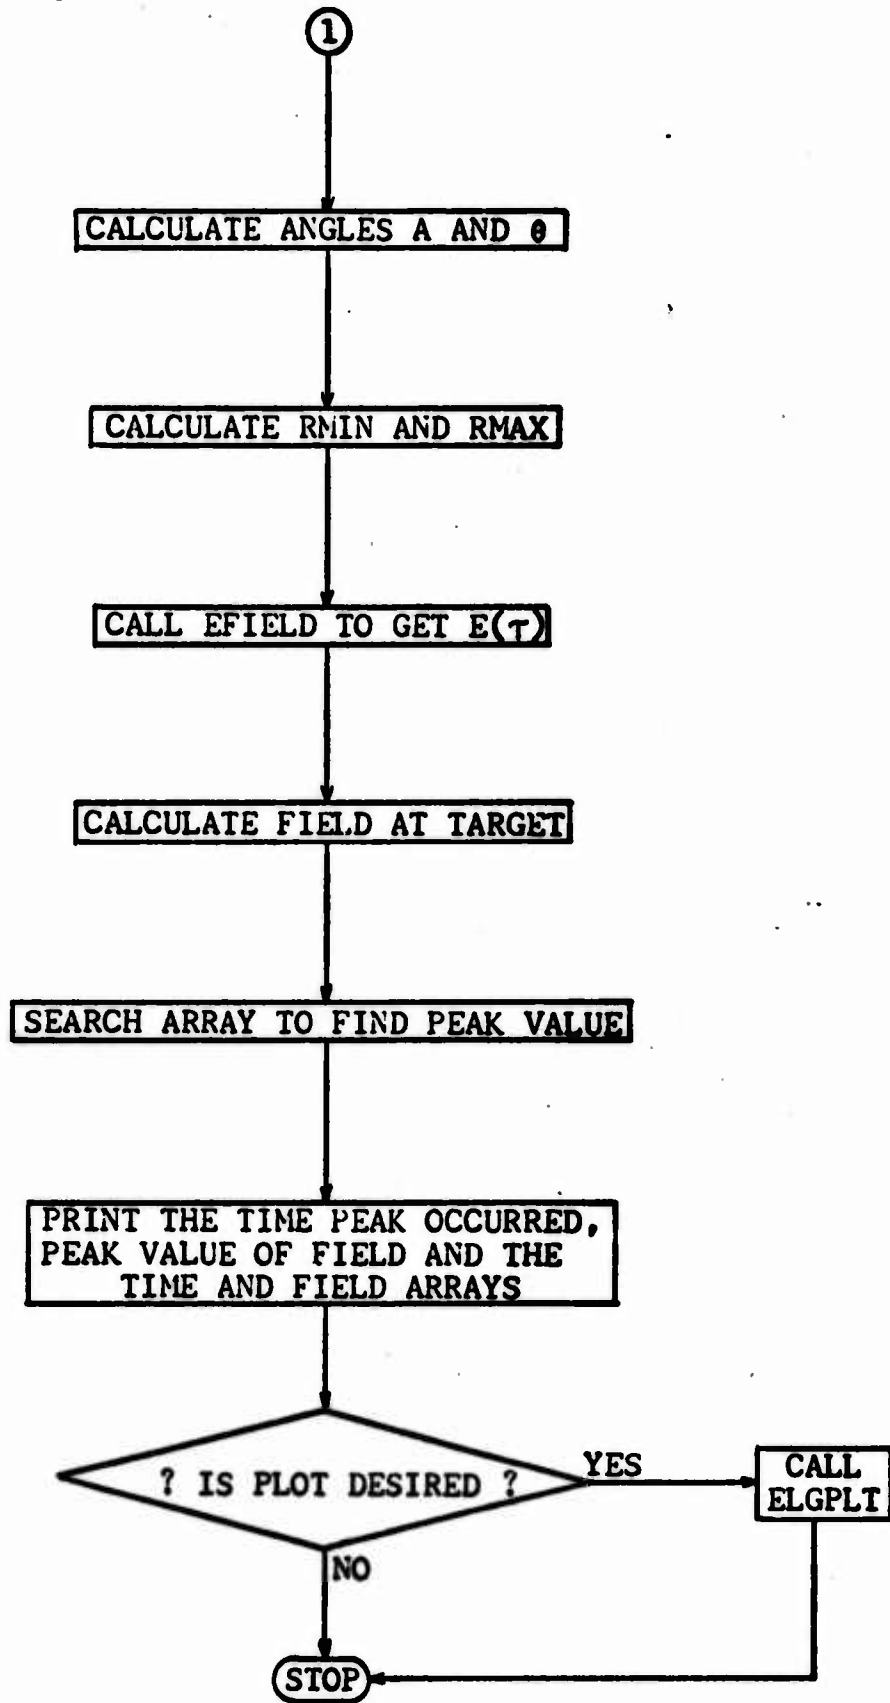 1
CALCULATE ANGLES A AND θ
CALCULATE RMIN AND RMAX
CALL EFIELD TO GET E(τ)
CALCULATE FIELD AT TARGET
SEARCH ARRAY TO FIND PEAK VALUE
PRINT THE TIME PEAK OCCURRED,
PEAK VALUE OF FIELD AND THE
TIME AND FIELD ARRAYS
? IS PLOT DESIRED ?
YES
CALL
ELGPLT
NO
STOP